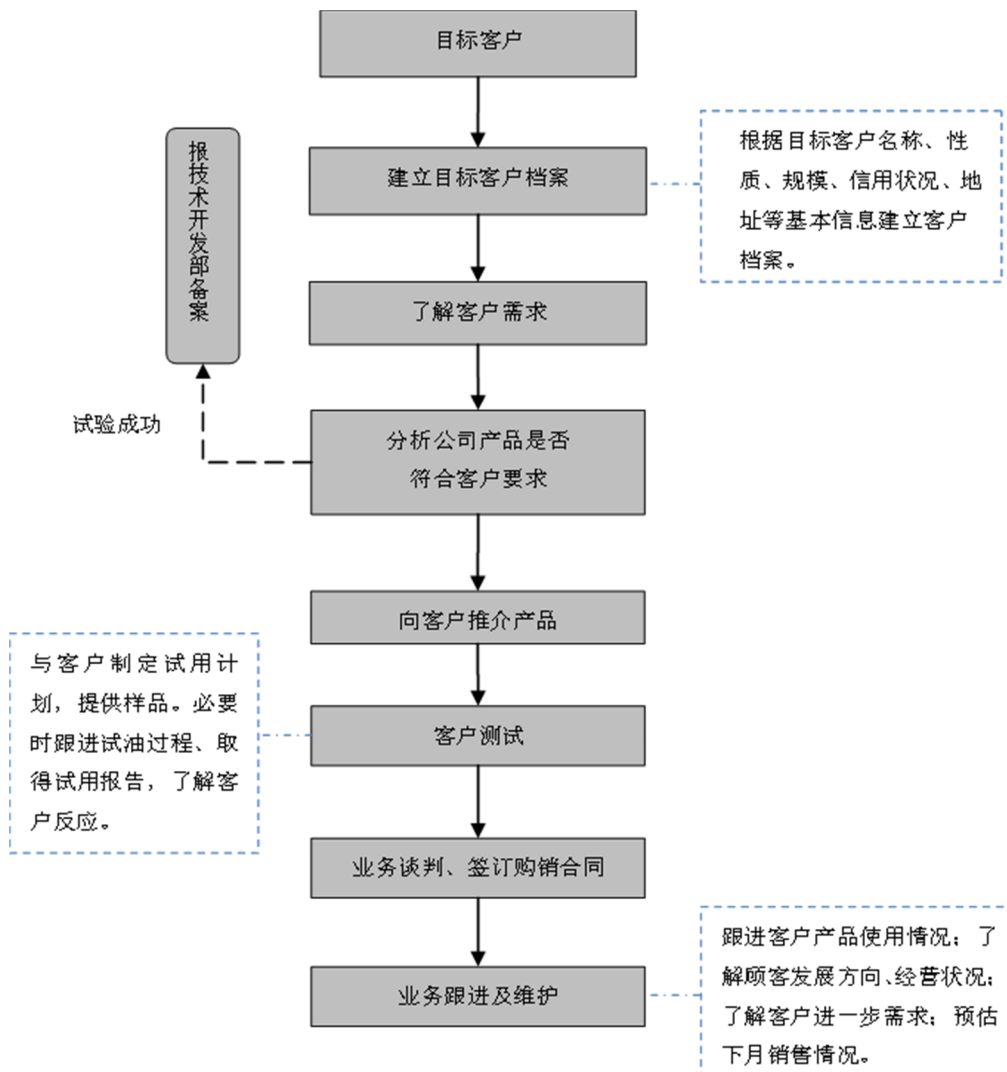 目标客户
建立目标客户档案
根据目标客户名称、性
质、规模、信用状况、地
址等基本信息建立客户
档案。
报技术开发部备案
了解客户需求
试验成功
分析公司产品是否
符合客户要求
向客户推介产品
与客户制定试用计
划，提供样品。必要
时跟进试油过程、取
得试用报告，了解客
户反应。
客户测试
业务谈判、签订购销合同
业务跟进及维护
跟进客户产品使用情况；了
解顾客发展方向、经营状况；
了解客户进一步需求；预估
下月销售情况。